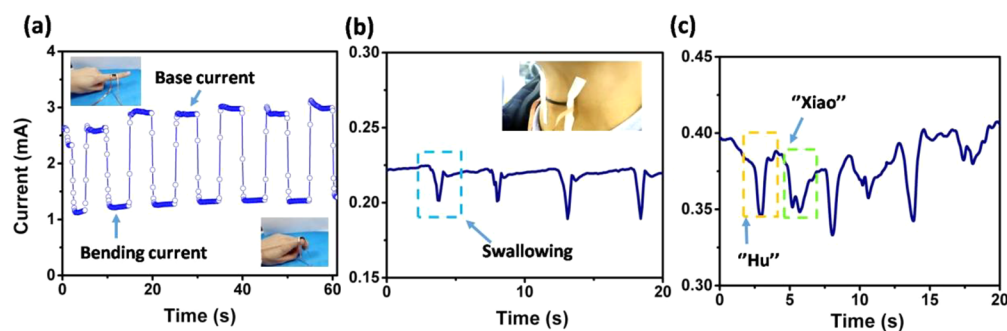 (a)
Current (mA)
4
3
2
1
0
Base current
Bending current
0
20
40
60
Time (s)
(b)
0.30
0.25
0.20
0.15
Swallowing
0
5
10
15
20
Time (s)
(c)
0.45
0.40
0.35
0.30
"Xiao"
"Hu"
0
5
10
15
20
Time (s)